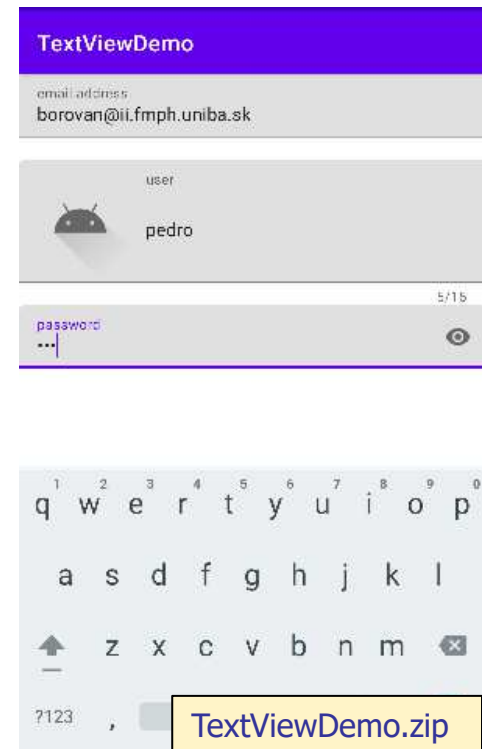 TextViewDemo
email address
borovan@ii.fmph.uniba.sk
user
pedro
5/15
password
•••
1 2 3 4 5 6 7 8 9 0
q w e r t y u i o p
a s d f g h j k l
z x c v b n m
?123 ,
TextViewDemo.zip